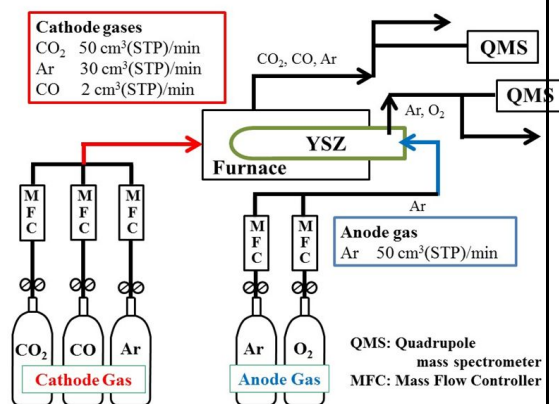 Cathode gases
CO₂ 50 cm³(STP)/min
Ar 30 cm³(STP)/min
CO 2 cm³(STP)/min
CO₂, CO, Ar
QMS
QMS
Ar, O₂
YSZ
Furnace
Ar
MFC
MFC
MFC
MFC
MFC
Anode gas
Ar 50 cm³(STP)/min
CO₂
CO
Ar
Ar
O₂
Cathode Gas
Anode Gas
QMS: Quadrupole
mass spectrometer
MFC: Mass Flow Controller